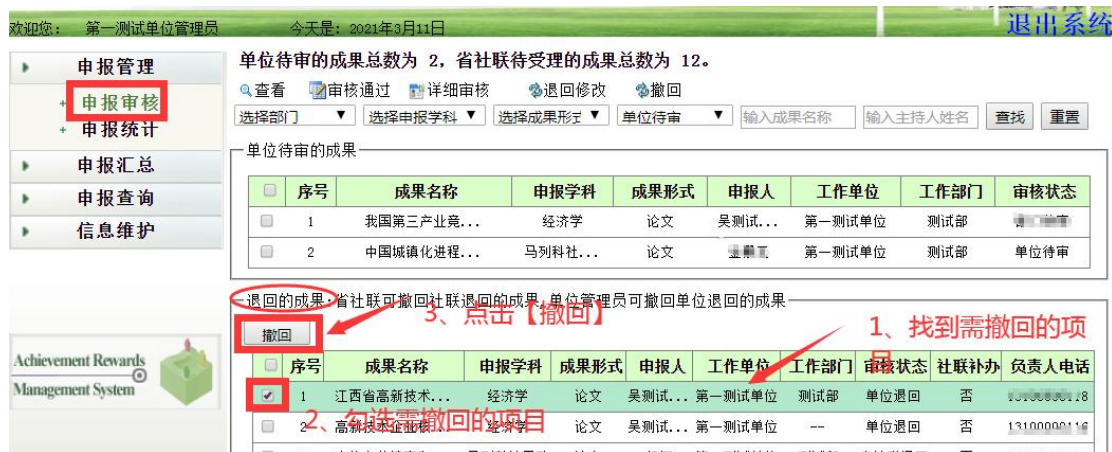 欢迎您： 第一测试单位管理员 今天是：2021年3月11日 退出系统
申报管理
申报审核
申报统计
申报汇总
申报查询
信息维护
Achievement Rewards
Management System
单位待审的成果总数为 2，省社联待受理的成果总数为 12。
查看 审核通过 详细审核 退回修改 撤回
选择部门 选择申报学科 选择成果形式 单位待审 输入成果名称 输入主持人姓名 查找 重置
单位待审的成果
序号 成果名称 申报学科 成果形式 申报人 工作单位 工作部门 审核状态
1 我国第三产业竞... 经济学 论文 吴测试... 第一测试单位 测试部
2 中国城镇化进程... 马列科社... 论文 第一测试单位 测试部 单位待审
退回的成果·省社联可撤回社联退回的成果,单位管理员可撤回单位退回的成果
3、点击【撤回】
撤回
1、找到需撤回的项目
序号 成果名称 申报学科 成果形式 申报人 工作单位 工作部门 审核状态 社联补办 负责人电话
1 江西省高新技术... 经济学 论文 吴测试... 第一测试单位 测试部 单位退回 否
2、勾选需撤回的项目
2 高新技术企业 经济学 论文 吴测试... 第一测试单位 -- 单位退回 否